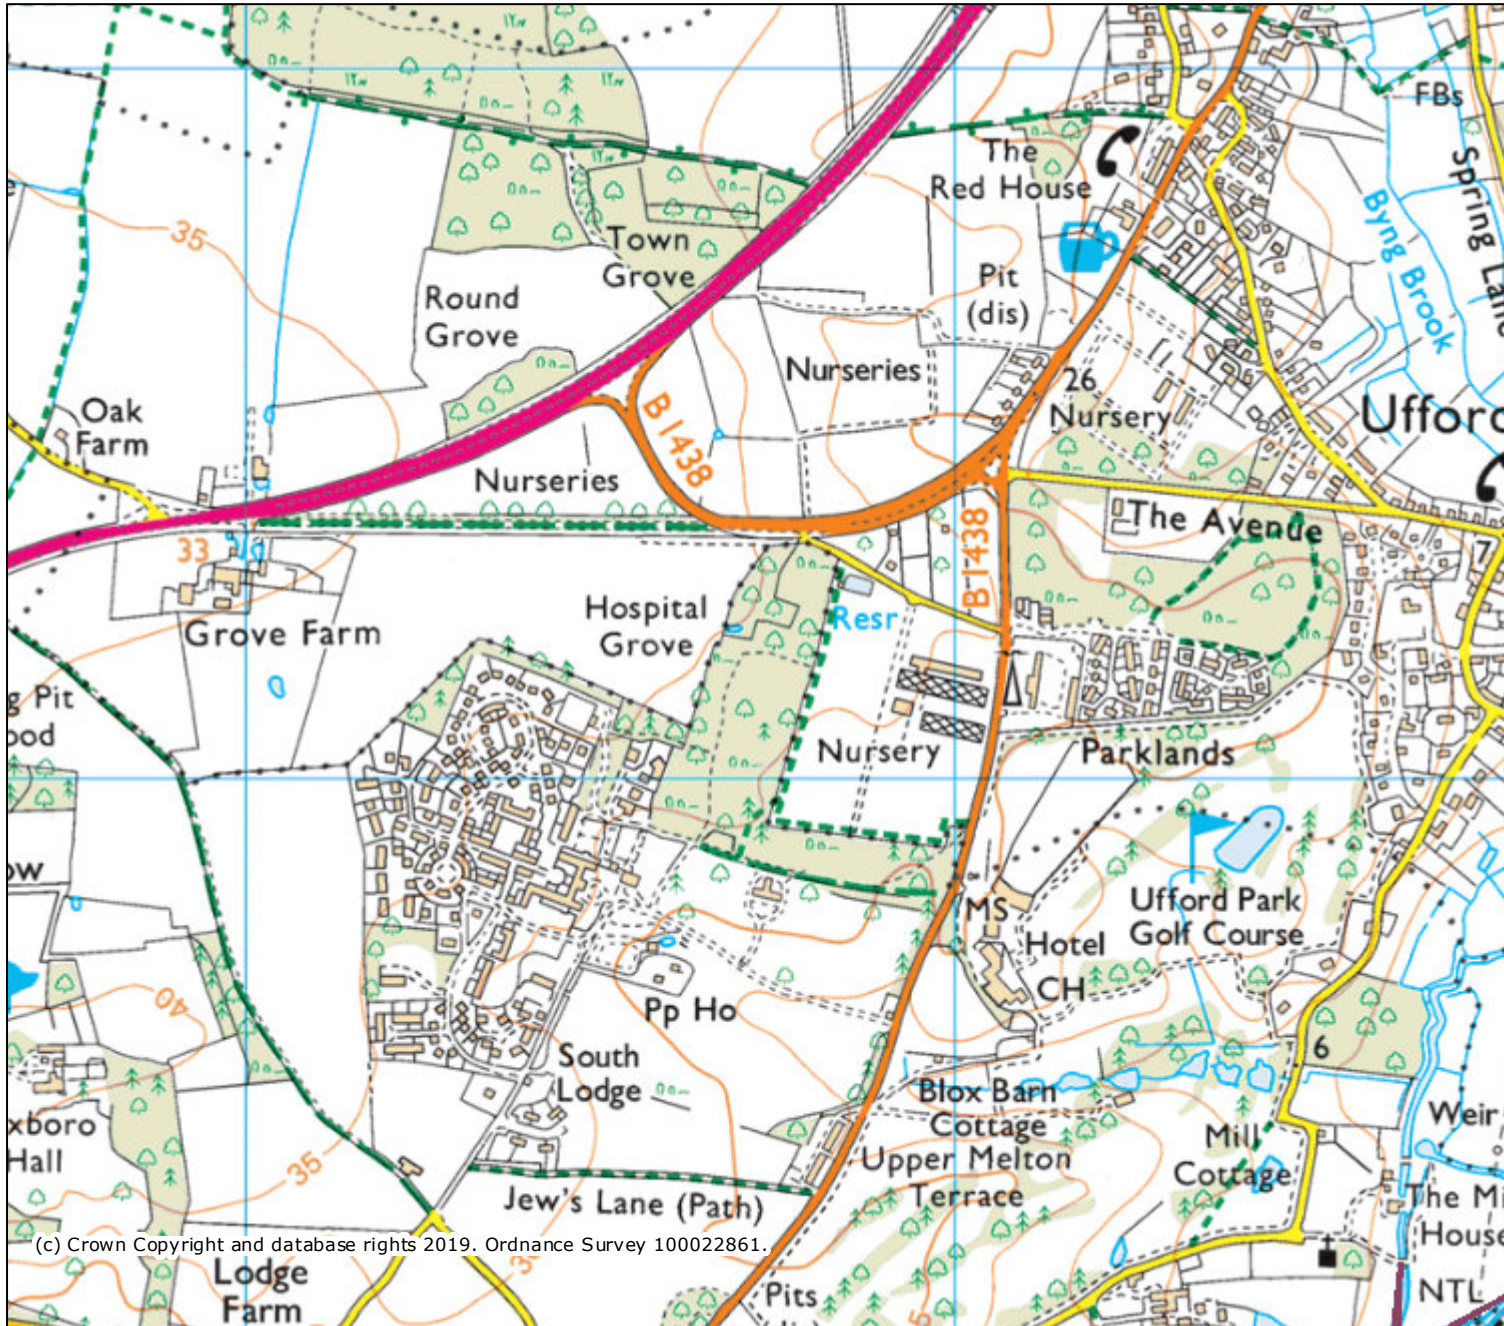 FBs
The
Red House
Spring Lane
Byng Brook
35
Town
Grove
Round
Grove
Pit
(dis)
Nurseries
26
Nursery
Ufford
B1438
Oak
Farm
Nurseries
The Avenue
B1438
7
33
Resr
Hospital
Grove
Grove Farm
Pit
Nursery
Parklands
MS
Ufford Park
Golf Course
Hotel
CH
40
Pp Ho
6
South
Lodge
Blox Barn
Cottage
Weir
xboro
Hall
Mill
Cottage
Upper Melton
Terrace
35
Jew's Lane (Path)
The Mi
House
(c) Crown Copyright and database rights 2019. Ordnance Survey 100022861.
Lodge
Farm
Pits
NTL